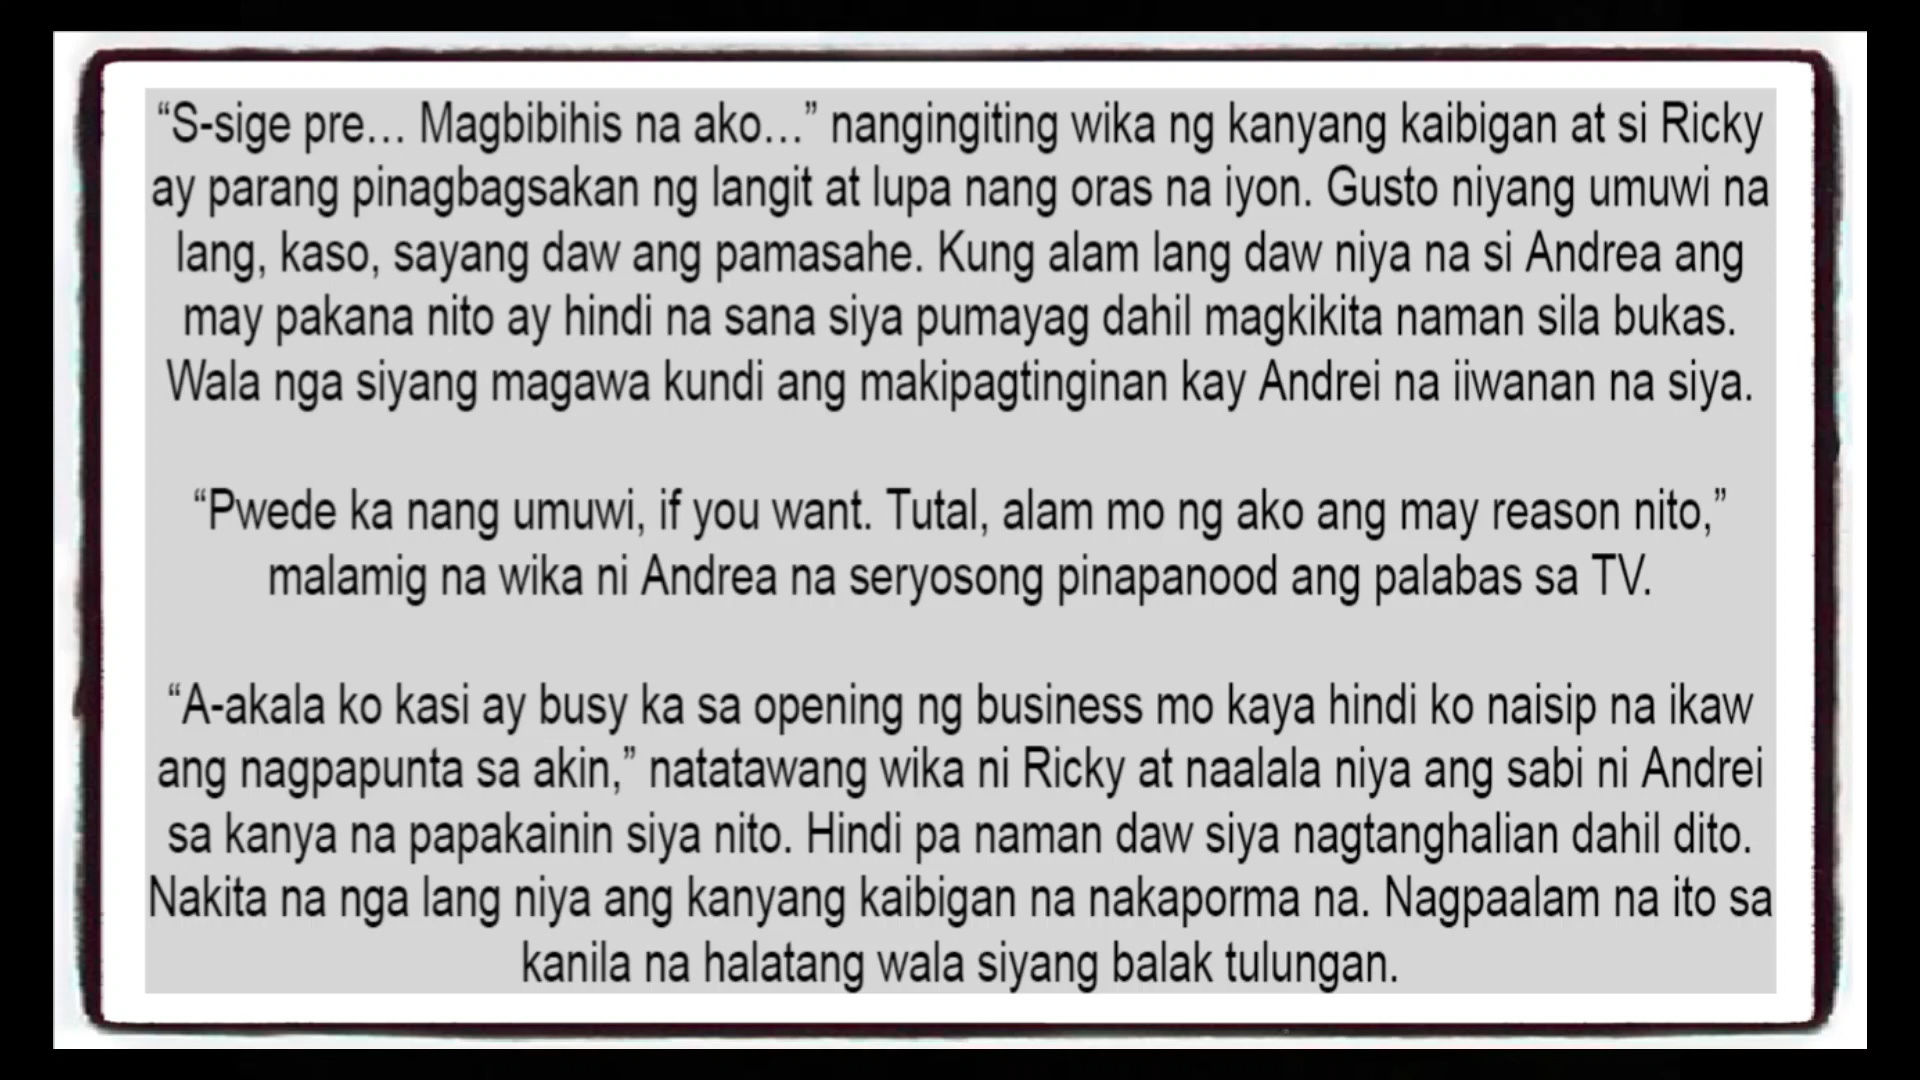 “S-sige pre… Magbibihis na ako…” nangingiting wika ng kanyang kaibigan at si Ricky
ay parang pinagbagsakan ng langit at lupa nang oras na iyon. Gusto niyang umuwi na
lang, kaso, sayang daw ang pamasahe. Kung alam lang daw niya na si Andrea ang
may pakana nito ay hindi na sana siya pumayag dahil magkikita naman sila bukas.
Wala nga siyang magawa kundi ang makipagtinginan kay Andrei na iiwanan na siya.
“Pwede ka nang umuwi, if you want. Tutal, alam mo ng ako ang may reason nito,”
malamig na wika ni Andrea na seryosong pinapanood ang palabas sa TV.
“A-akala ko kasi ay busy ka sa opening ng business mo kaya hindi ko naisip na ikaw
ang nagpapunta sa akin,” natatawang wika ni Ricky at naalala niya ang sabi ni Andrei
sa kanya na papakainin siya nito. Hindi pa naman daw siya nagtanghalian dahil dito.
Nakita na nga lang niya ang kanyang kaibigan na nakaporma na. Nagpaalam na ito sa
kanila na halatang wala siyang balak tulungan.